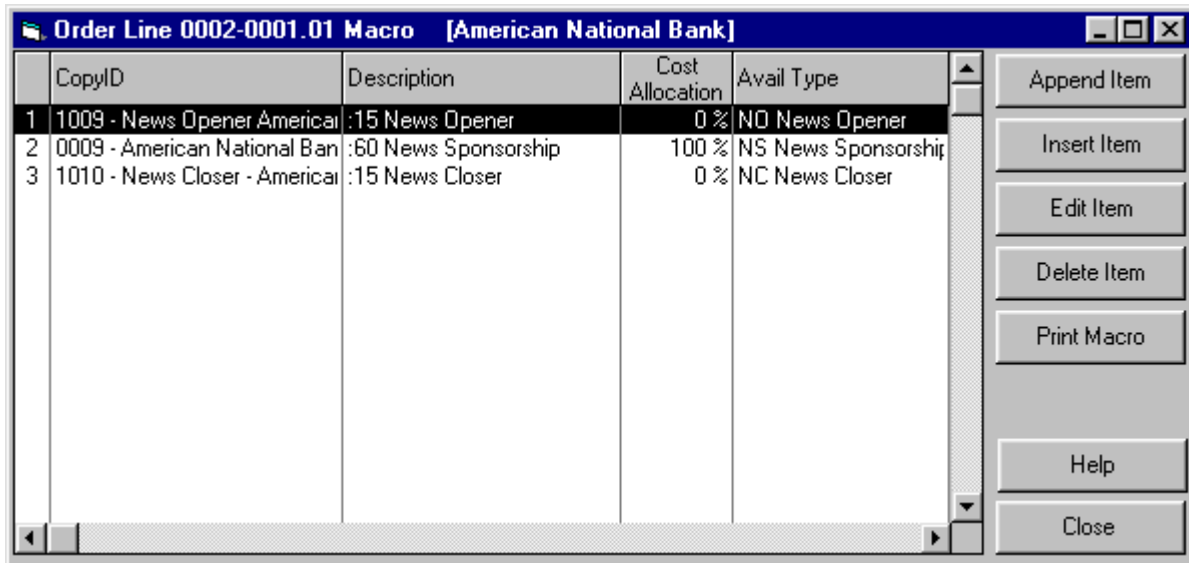 Order Line 0002-0001.01 Macro [American National Bank]
CopyID Description Cost Allocation Avail Type
1 1009 - News Opener American :15 News Opener 0 % NO News Opener
2 0009 - American National Ban :60 News Sponsorship 100 % NS News Sponsorship
3 1010 - News Closer - American :15 News Closer 0 % NC News Closer
Append Item
Insert Item
Edit Item
Delete Item
Print Macro
Help
Close